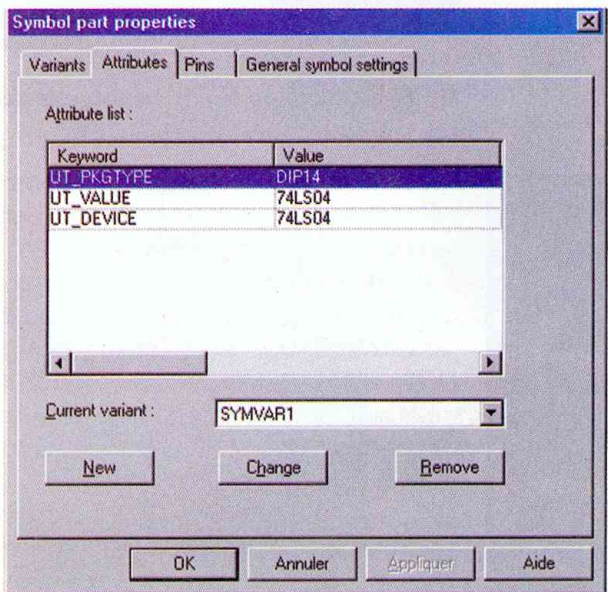 Symbol part properties
Variants Attributes Pins General symbol settings
Attribute list :
Keyword Value
UT_PKGTYPE DIP14
UT_VALUE 74LS04
UT_DEVICE 74LS04
Current variant : SYMVAR1
New Change Remove
OK Annuler Appliquer Aide